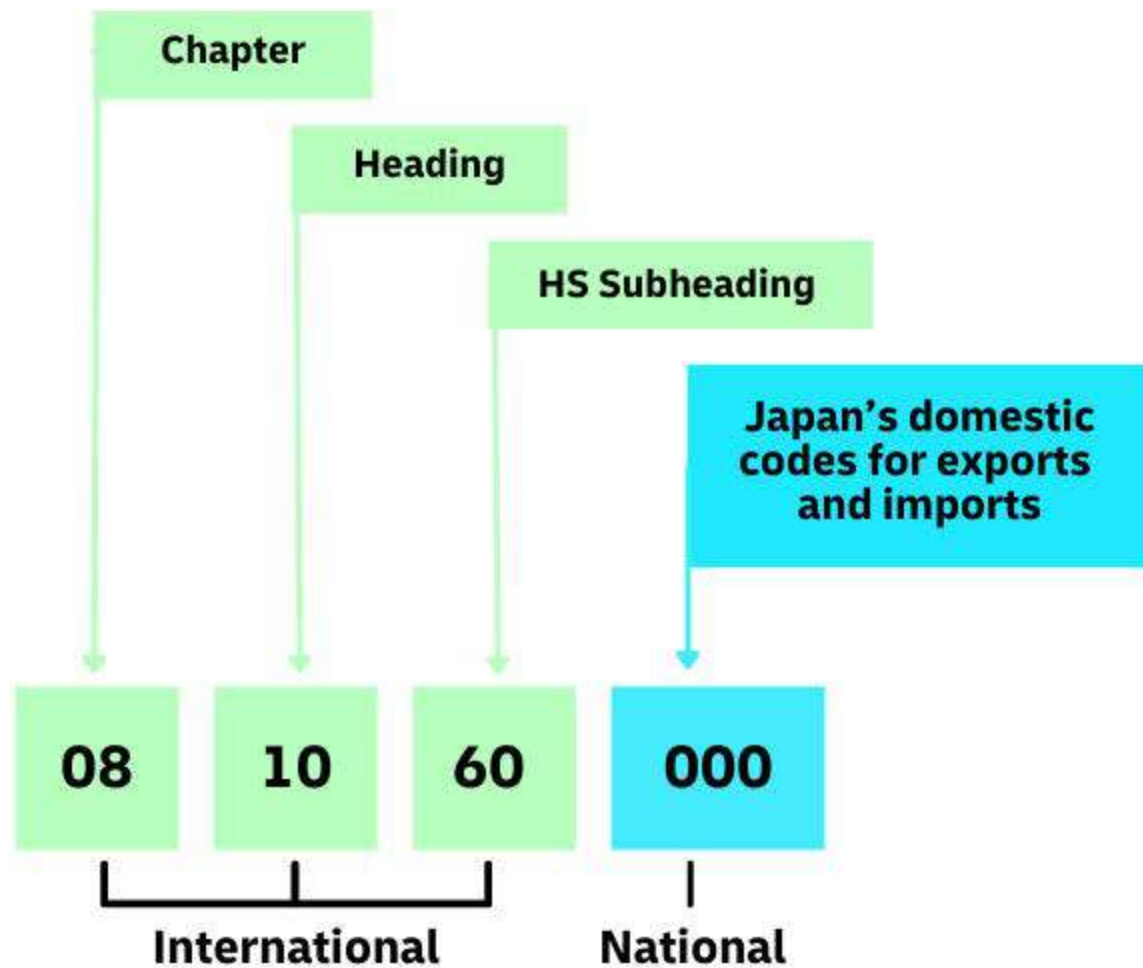 Chapter
Heading
HS Subheading
Japan’s domestic
codes for exports
and imports
08 10 60 000
International National